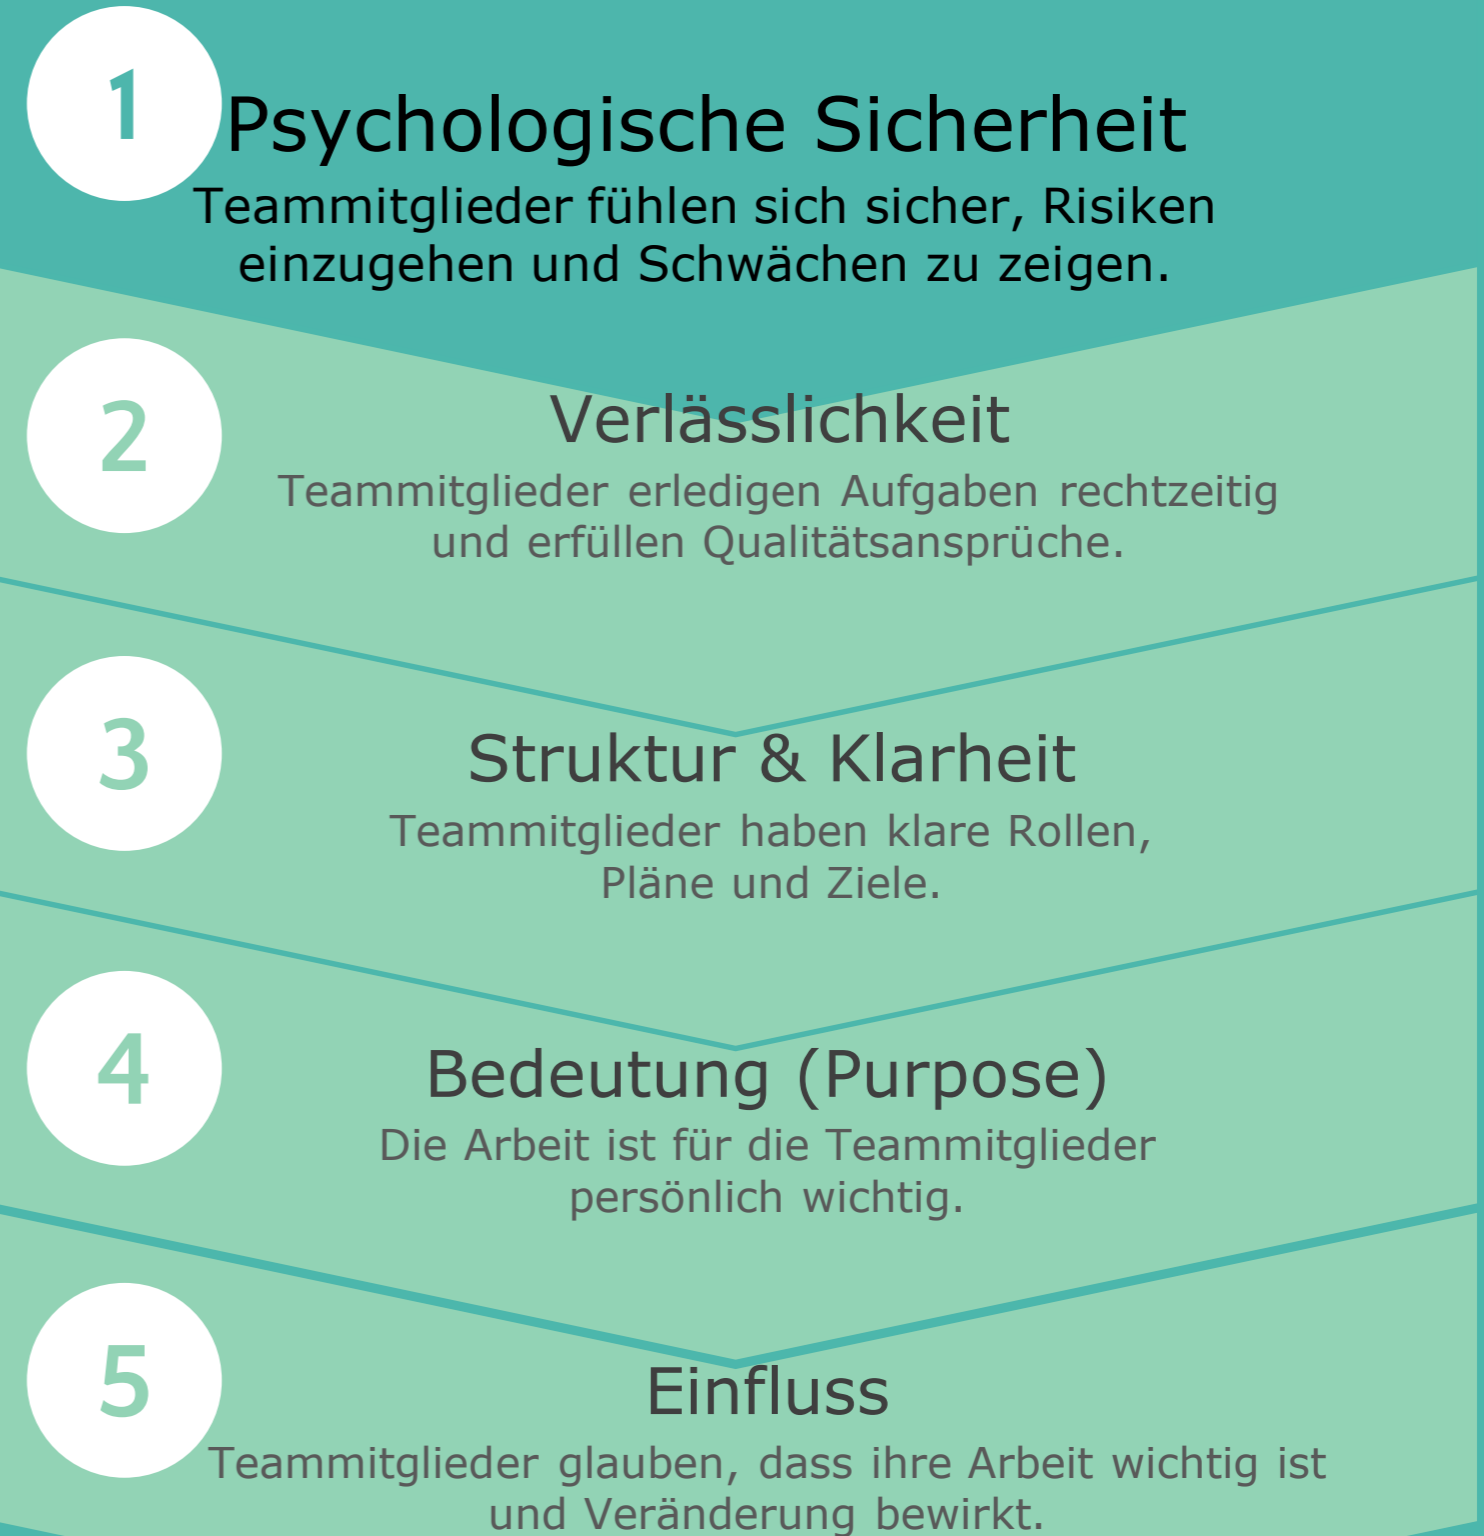 1
Psychologische Sicherheit
Teammitglieder fühlen sich sicher, Risiken
einzugehen und Schwächen zu zeigen.
2
Verlässlichkeit
Teammitglieder erledigen Aufgaben rechtzeitig
und erfüllen Qualitätsansprüche.
3
Struktur & Klarheit
Teammitglieder haben klare Rollen,
Pläne und Ziele.
4
Bedeutung (Purpose)
Die Arbeit ist für die Teammitglieder
persönlich wichtig.
5
Einfluss
Teammitglieder glauben, dass ihre Arbeit wichtig ist
und Veränderung bewirkt.